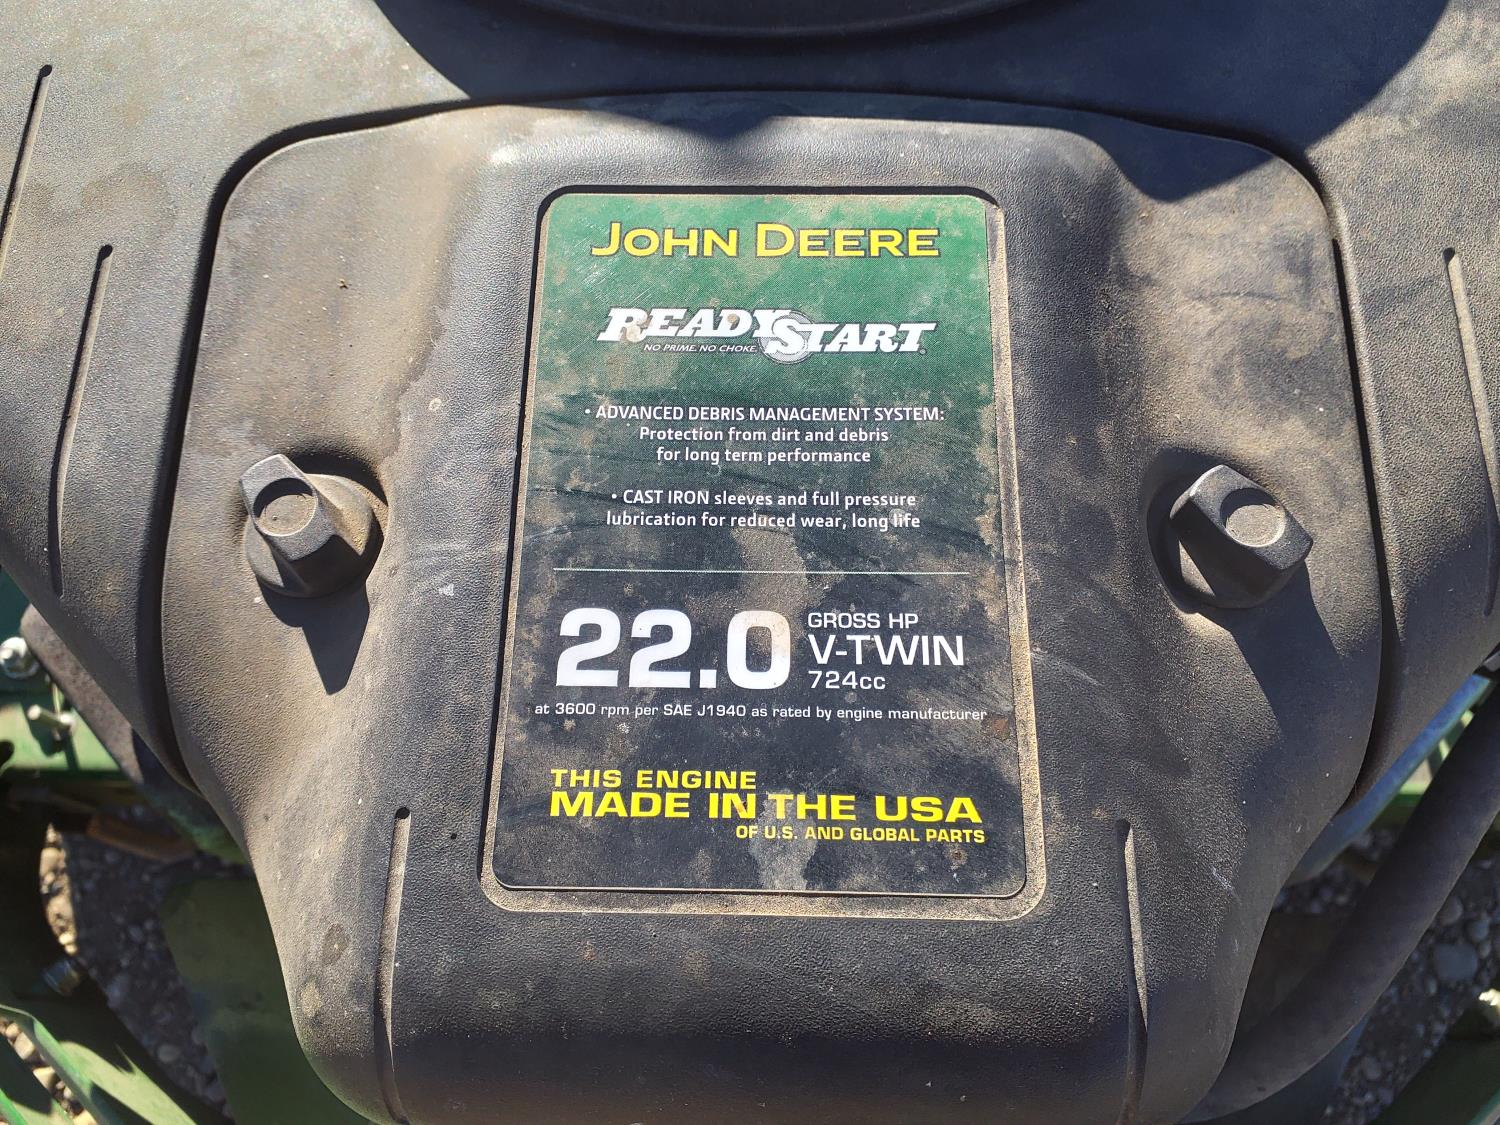 JOHN DEERE
READYSTART
NO PRIME. NO CHOKE.
• ADVANCED DEBRIS MANAGEMENT SYSTEM:
Protection from dirt and debris
for long term performance
• CAST IRON sleeves and full pressure
lubrication for reduced wear, long life
22.0 GROSS HP
V-TWIN
724cc
at 3600 rpm per SAE J1940 as rated by engine manufacturer
THIS ENGINE
MADE IN THE USA
OF U.S. AND GLOBAL PARTS